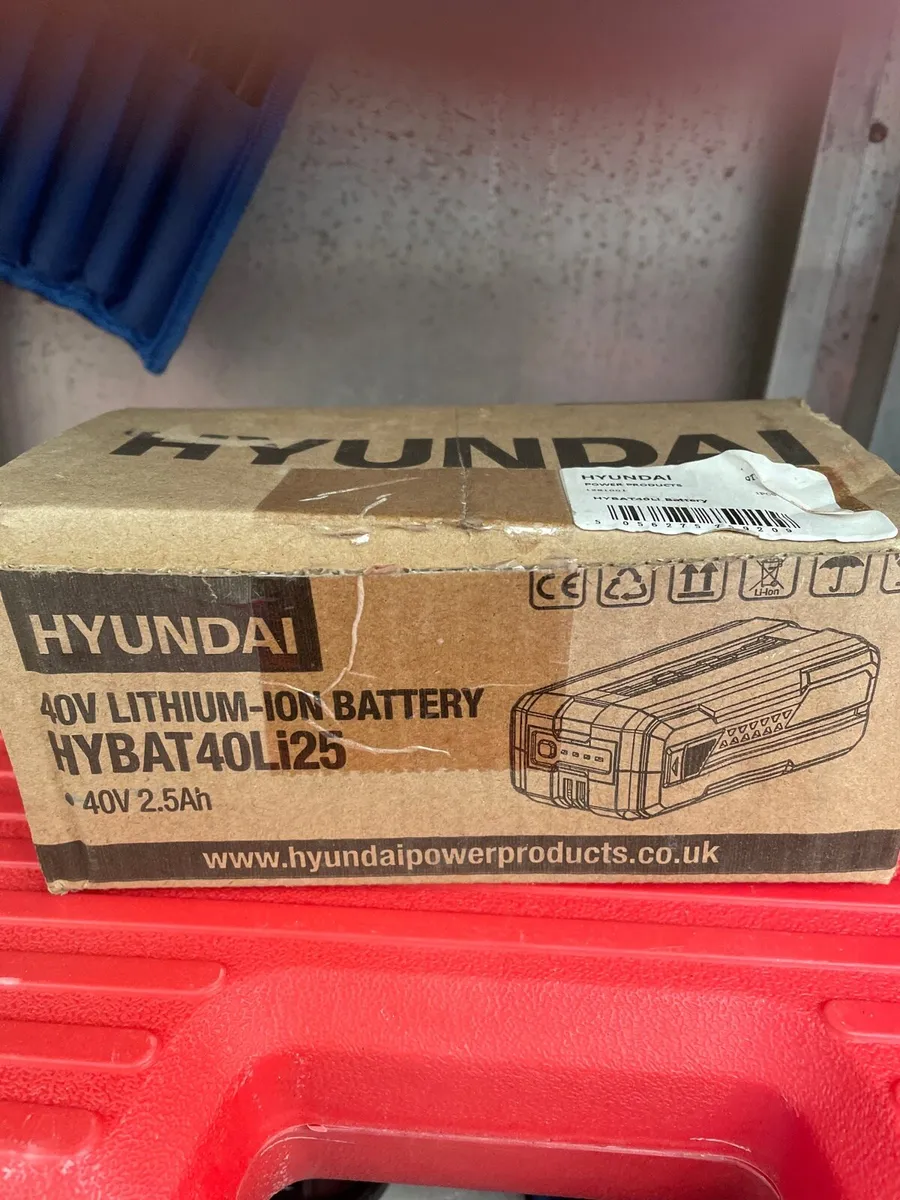 HYUNDAI
HYUNDAI
POWER PRODUCTS
HYBAT40Li Battery
CE
Li-Ion
HYUNDAI
40V LITHIUM-ION BATTERY
HYBAT40Li25
• 40V 2.5Ah
www.hyundaipowerproducts.co.uk